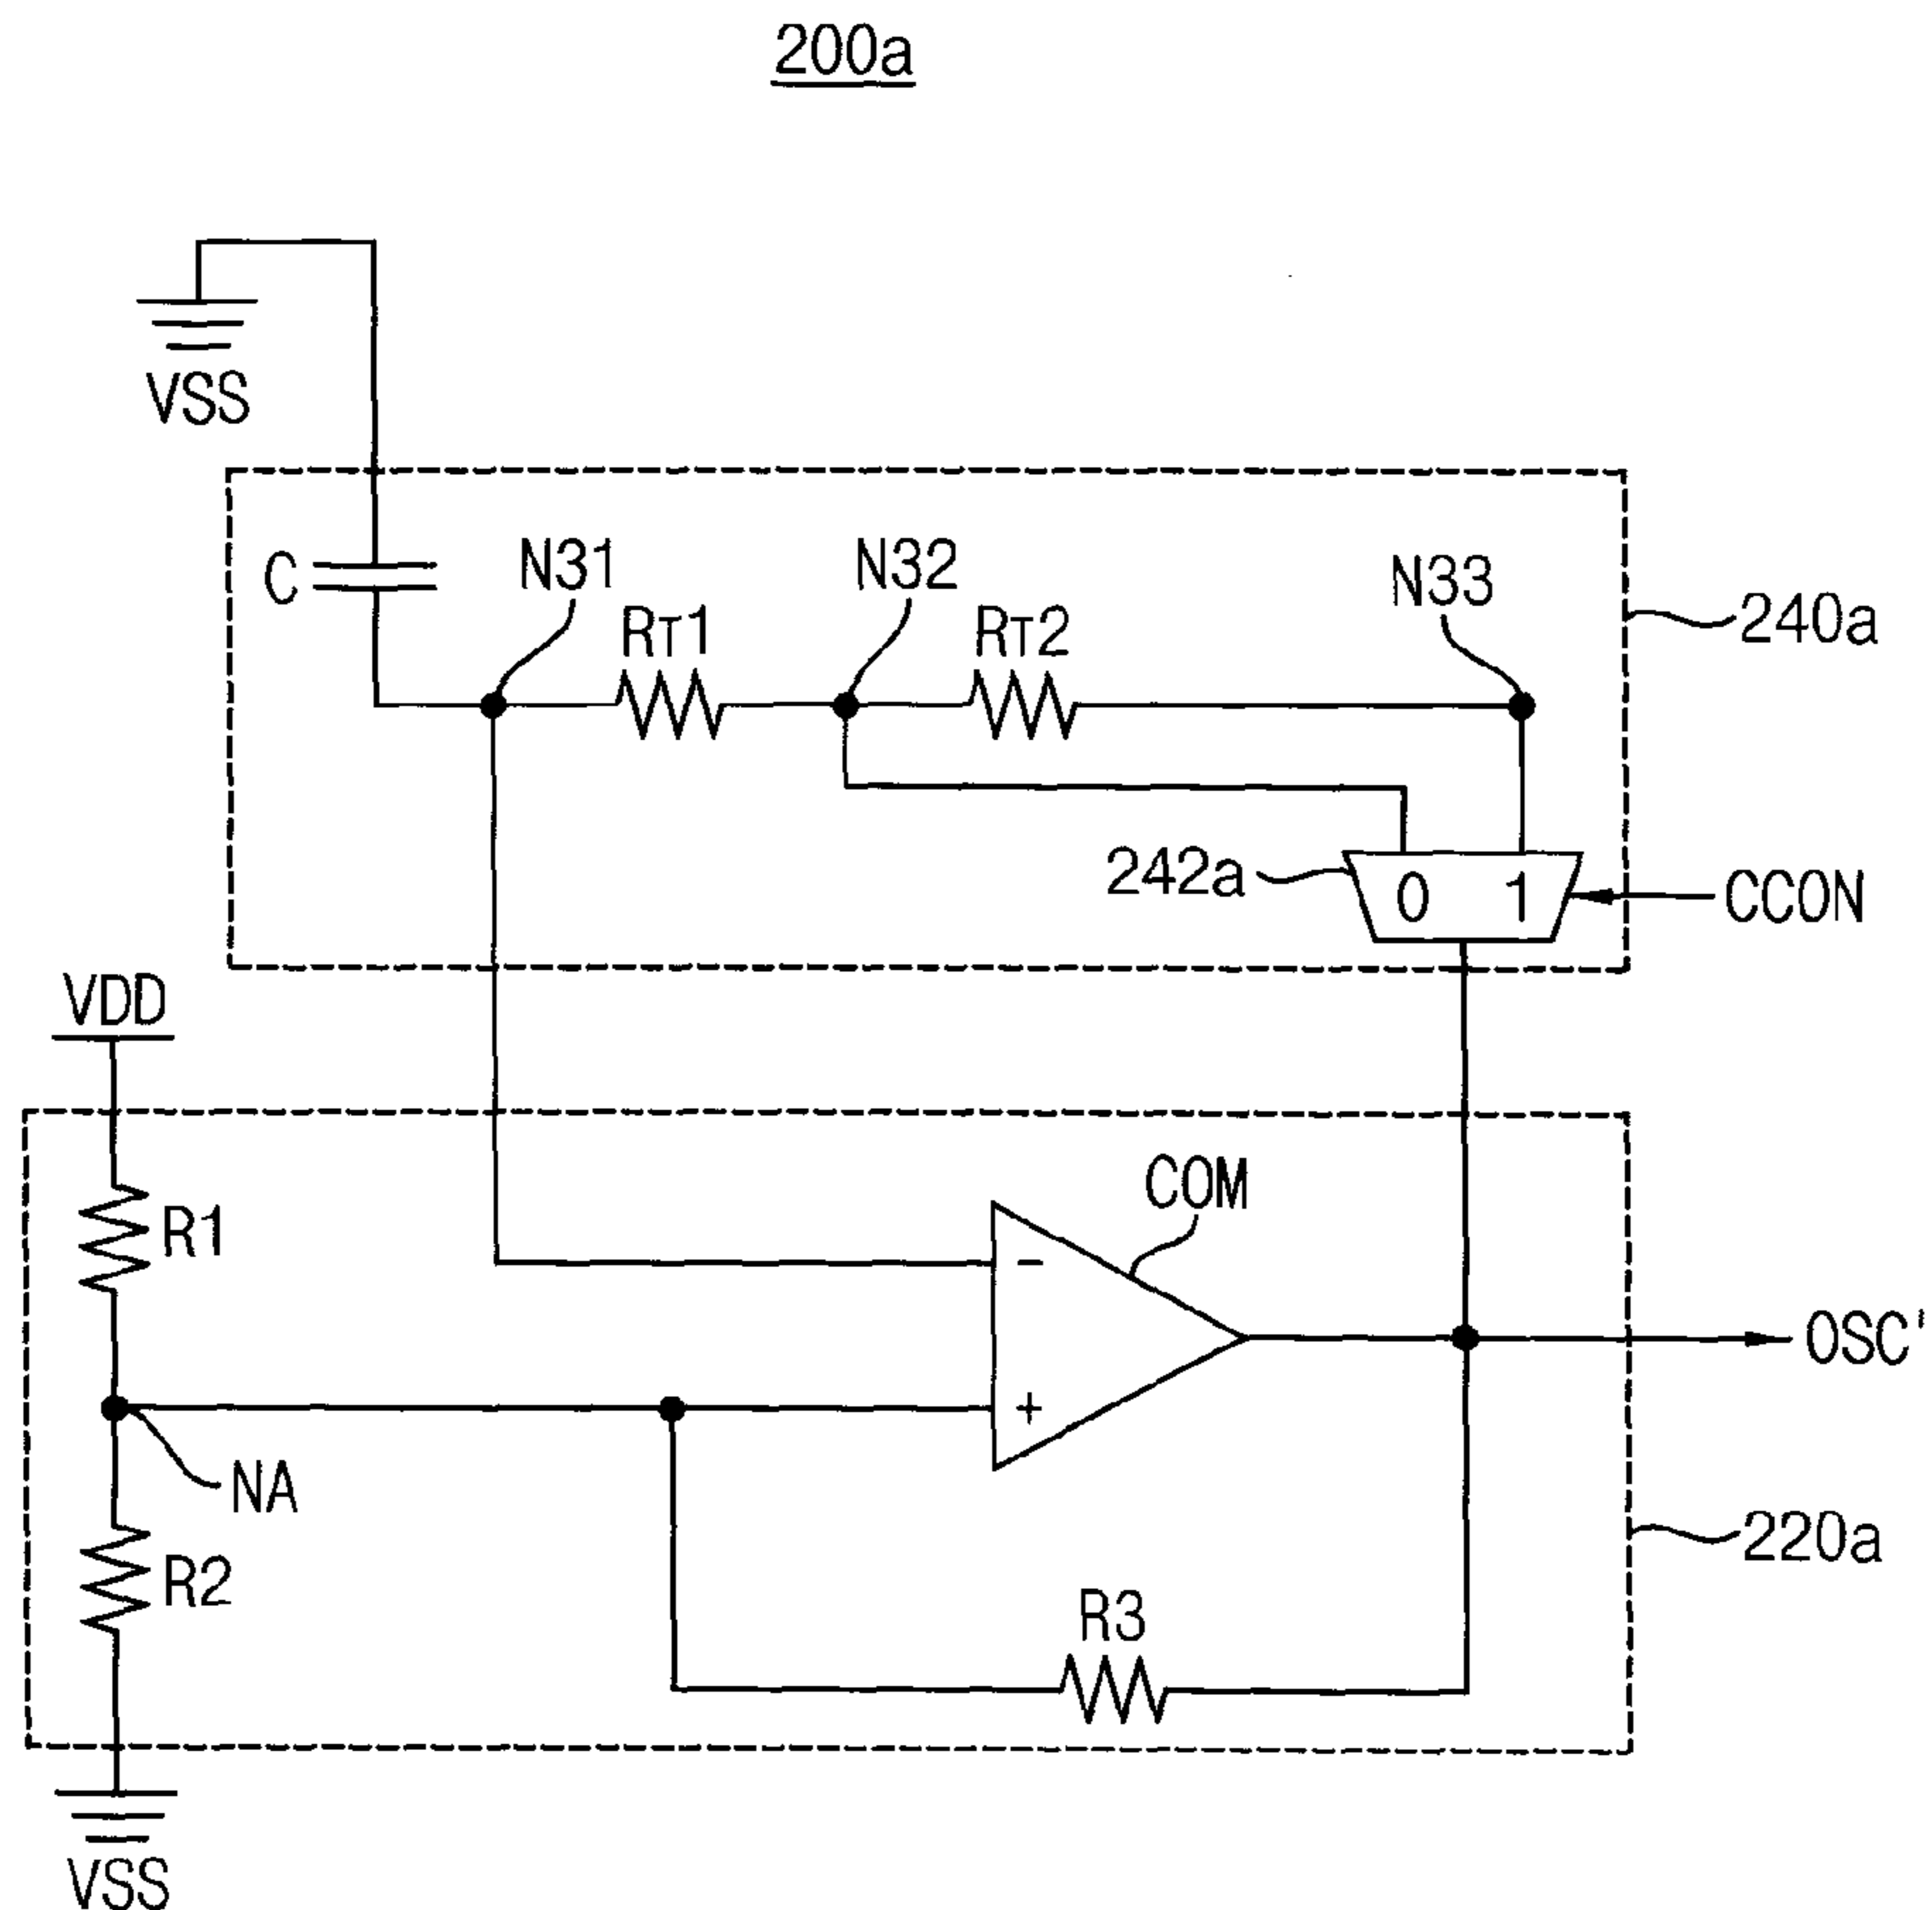 200a
VSS
C
N31
N32
N33
RT1
RT2
240a
242a
0 1
CCON
VDD
COM
R1
-
OSC'
+
NA
220a
R2
R3
VSS